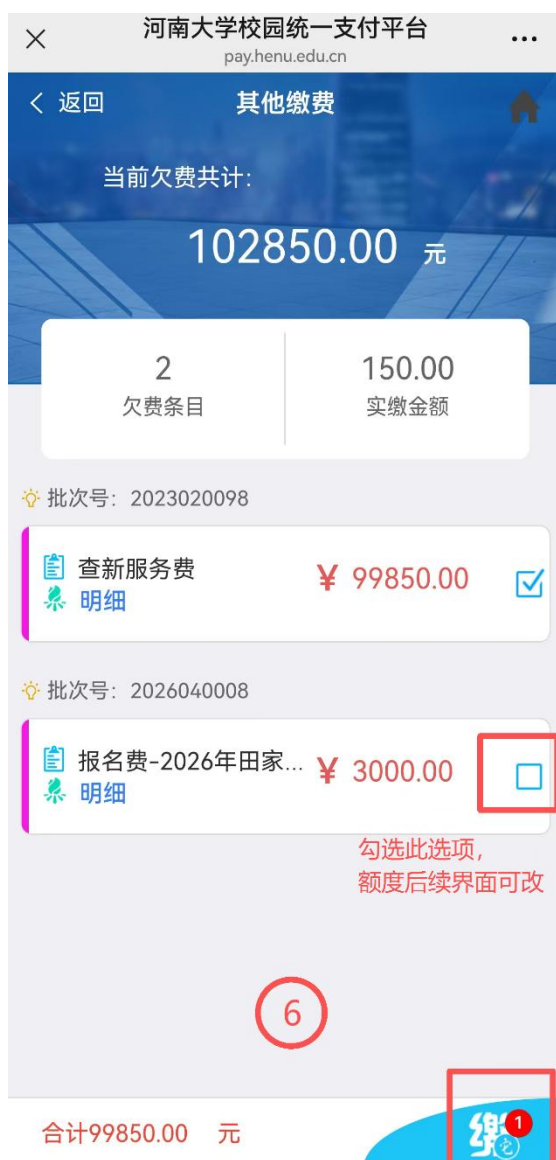 河南大学校园统一支付平台
pay.henu.edu.cn
返回
其他缴费
当前欠费共计:
102850.00 元
2
欠费条目
150.00
实缴金额
批次号: 2023020098
查新服务费
¥ 99850.00
明细
批次号: 2026040008
报名费-2026年田家...
¥ 3000.00
明细
勾选此选项,
额度后续界面可改
6
合计99850.00 元
缴
1